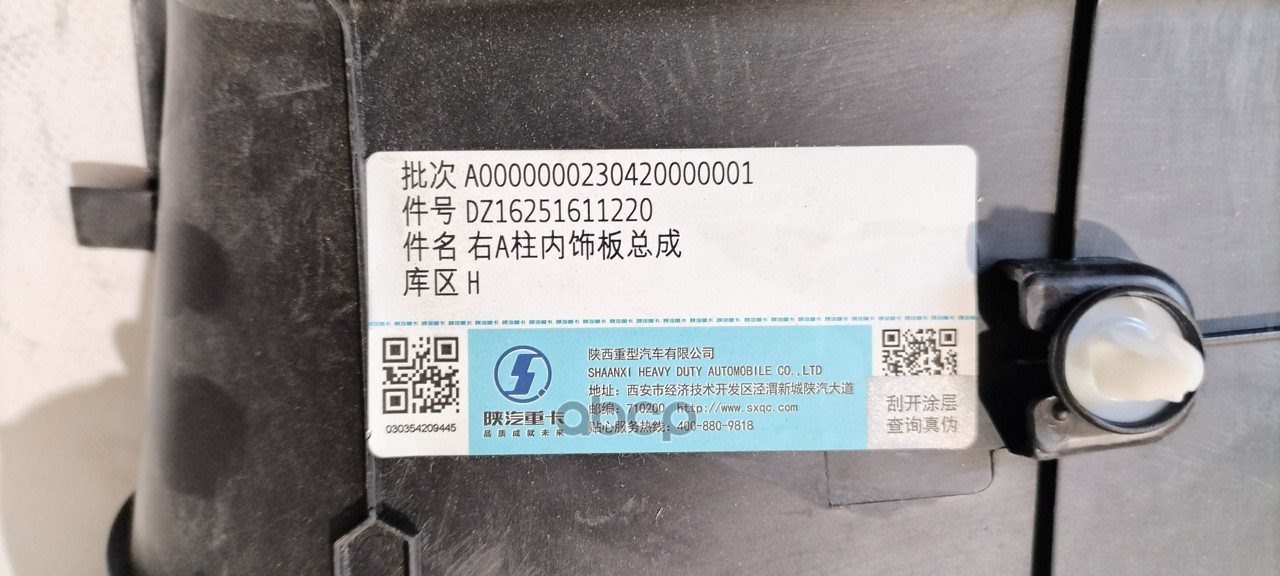 批次 A0000000230420000001
件号 DZ16251611220
件名 右A柱内饰板总成
库区 H
陕汽重卡
品质成就未来
030354209445
陕西重型汽车有限公司
SHAANXI HEAVY DUTY AUTOMOBILE CO.,LTD
地址: 西安市经济技术开发区泾渭新城陕汽大道
邮编: 710200 http://www.sxqc.com
贴心服务热线: 400-880-9818
刮开涂层
查询真伪